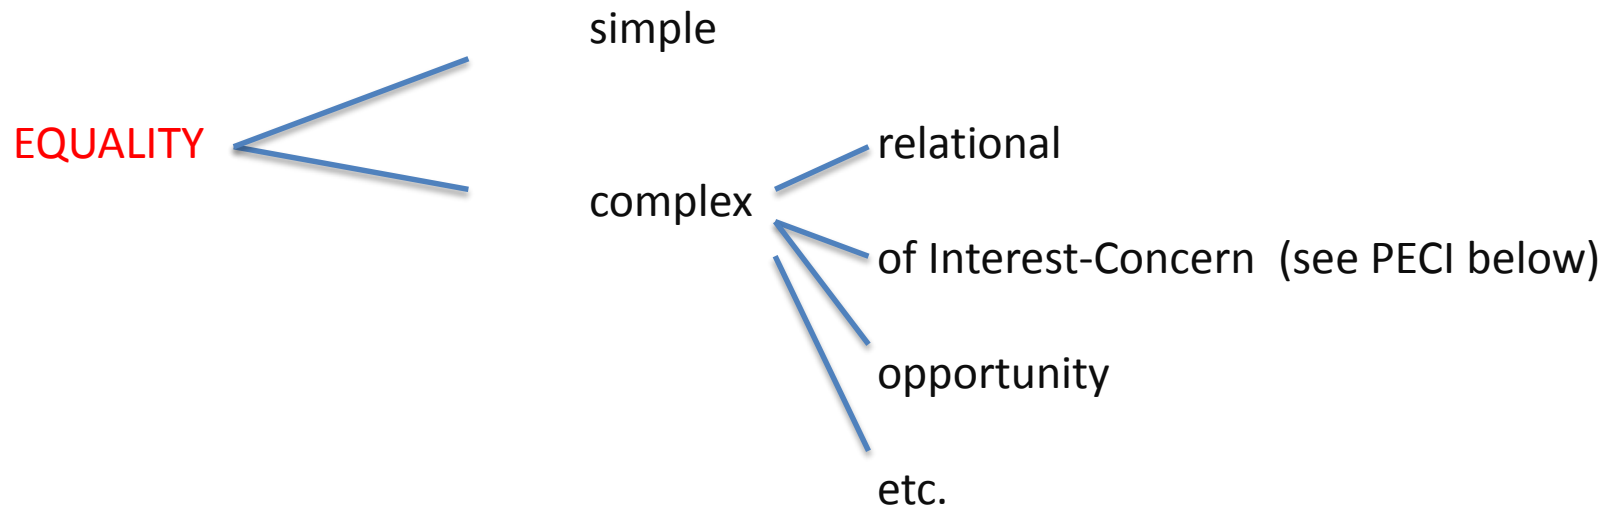 simple
EQUALITY
relational
complex
of Interest-Concern (see PECI below)
opportunity
etc.